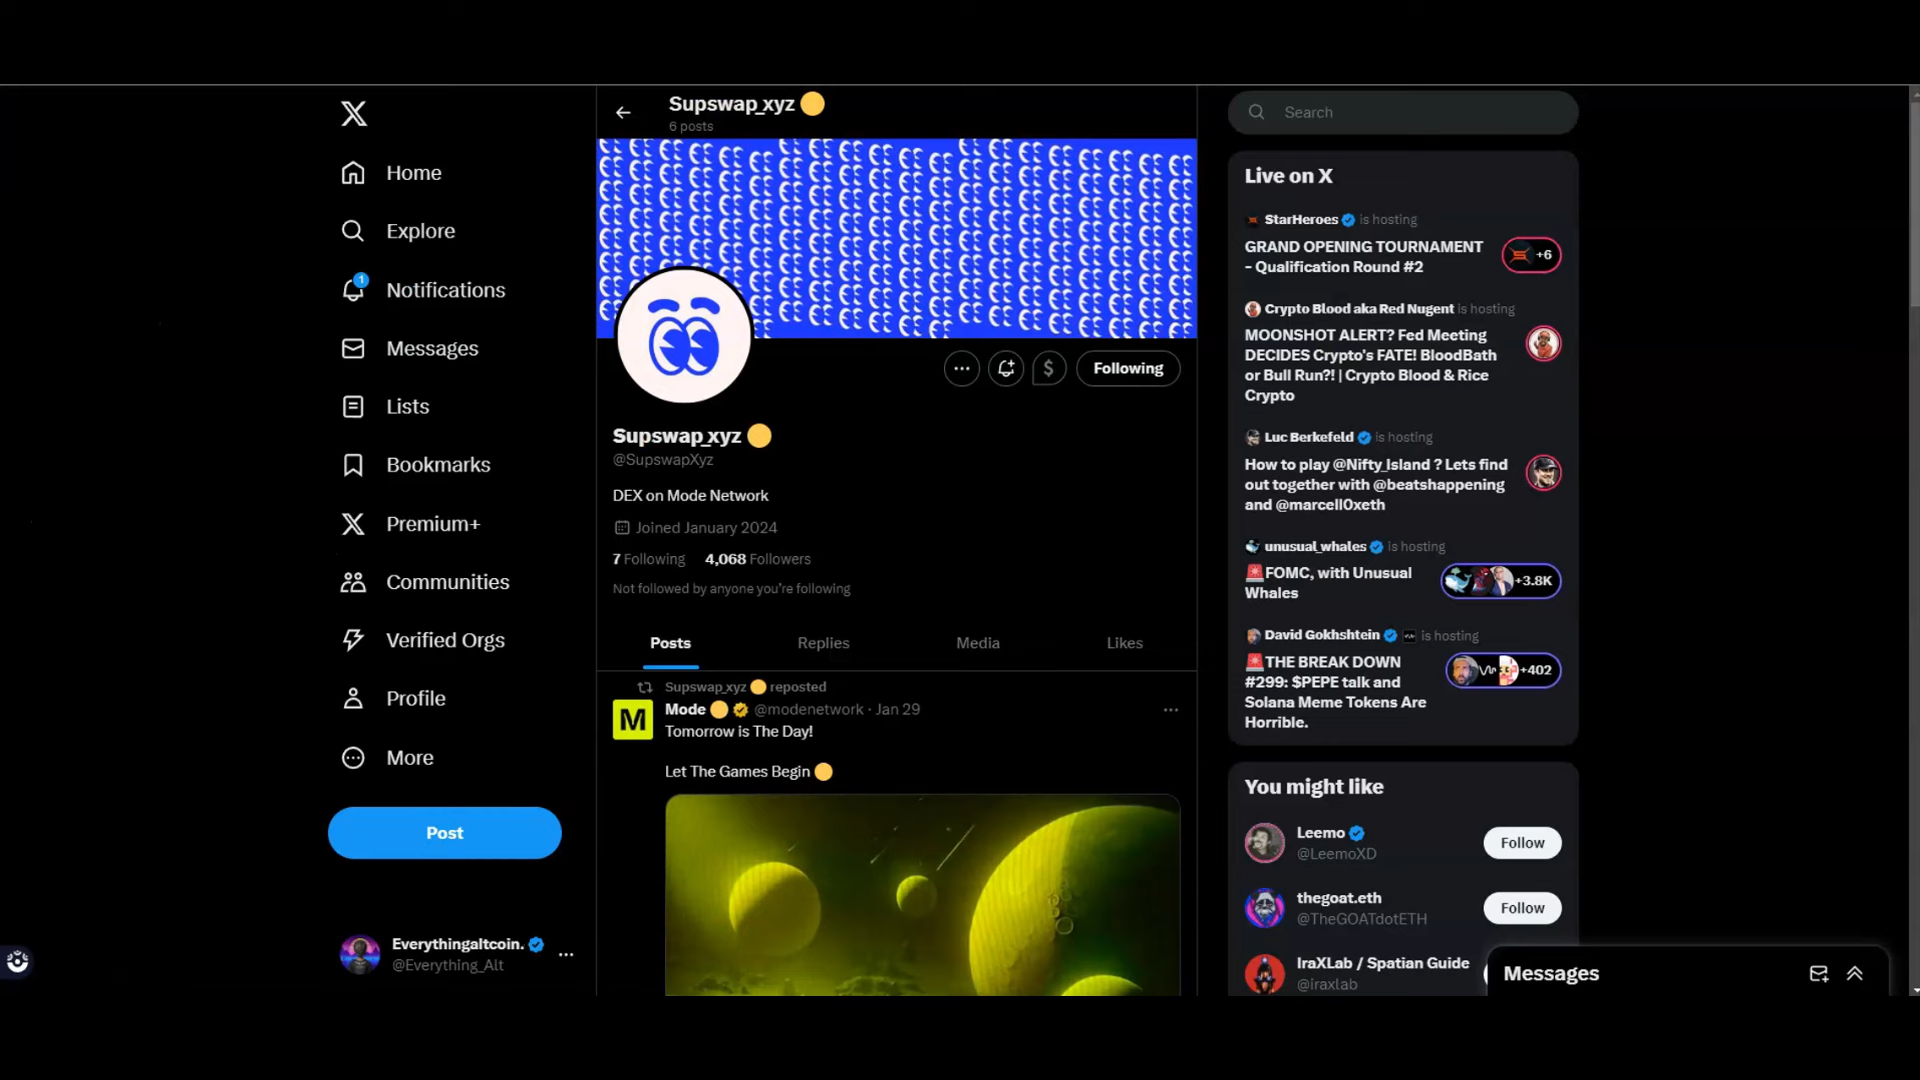 Home
Explore
1
Notifications
Messages
Lists
Bookmarks
Premium+
Communities
Verified Orgs
Profile
More
Post
Everythingaltcoin.
@Everything_Alt
Supswap_xyz
6 posts
Following
Supswap_xyz
@SupswapXyz
DEX on Mode Network
Joined January 2024
7 Following 4,068 Followers
Not followed by anyone you're following
Posts Replies Media Likes
Supswap_xyz reposted
M
Mode @modenetwork · Jan 29
Tomorrow is The Day!
Let The Games Begin
Search
Live on X
StarHeroes is hosting
GRAND OPENING TOURNAMENT
- Qualification Round #2
+6
Crypto Blood aka Red Nugent is hosting
MOONSHOT ALERT? Fed Meeting
DECIDES Crypto's FATE! BloodBath
or Bull Run?! | Crypto Blood & Rice
Crypto
Luc Berkefeld is hosting
How to play @Nifty_Island ? Lets find
out together with @beatshappening
and @marcell0xeth
unusual_whales is hosting
🚨FOMC, with Unusual
Whales
+3.8K
David Gokhshtein is hosting
🚨THE BREAK DOWN
#299: $PEPE talk and
Solana Meme Tokens Are
Horrible.
+402
You might like
Leemo
@LeemoXD
Follow
thegoat.eth
@TheGOATdotETH
Follow
IraXLab / Spatian Guide
@iraxlab
Messages